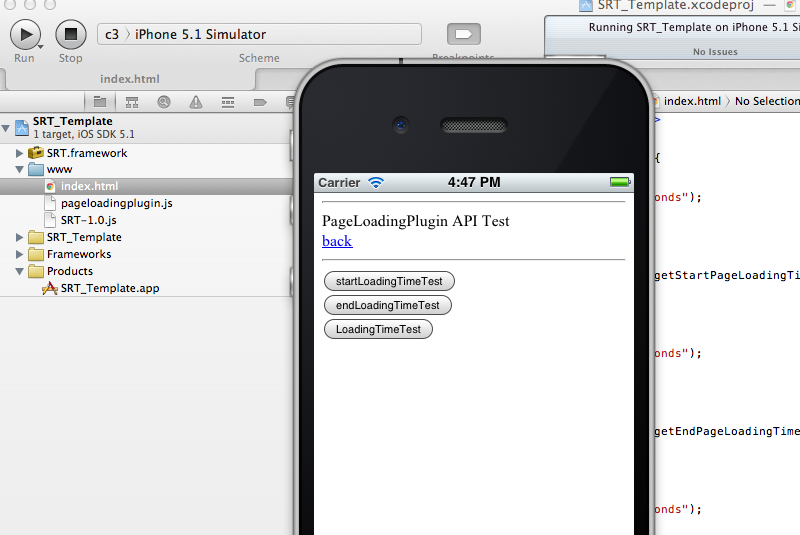 SRT_Template.xcodeproj —
c3 〉 iPhone 5.1 Simulator
Running SRT_Template on iPhone 5.1 Si
No Issues
Run Stop Scheme Breakpoints
index.html
index.html 〉 No Selection
SRT_Template
1 target, iOS SDK 5.1
SRT.framework
www
index.html
pageloadingplugin.js
SRT-1.0.js
SRT_Template
Frameworks
Products
SRT_Template.app
Carrier 4:47 PM
PageLoadingPlugin API Test
back
startLoadingTimeTest
endLoadingTimeTest
LoadingTimeTest
>
{
onds");
getStartPageLoadingTi
onds");
getEndPageLoadingTime
onds");